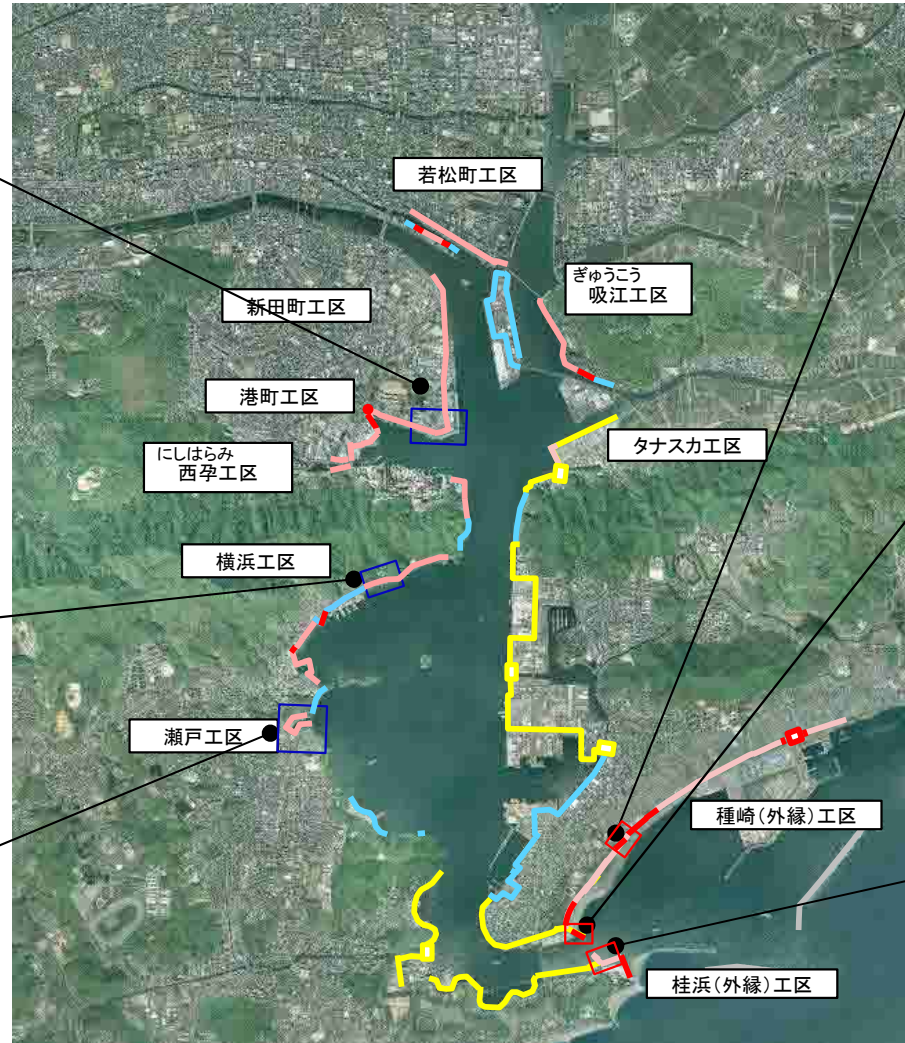 若松町工区
ぎゅうこう
吸江工区
新田町工区
港町工区
タナスカ工区
にしはらみ
西孕工区
横浜工区
瀬戸工区
種崎(外縁)工区
桂浜(外縁)工区